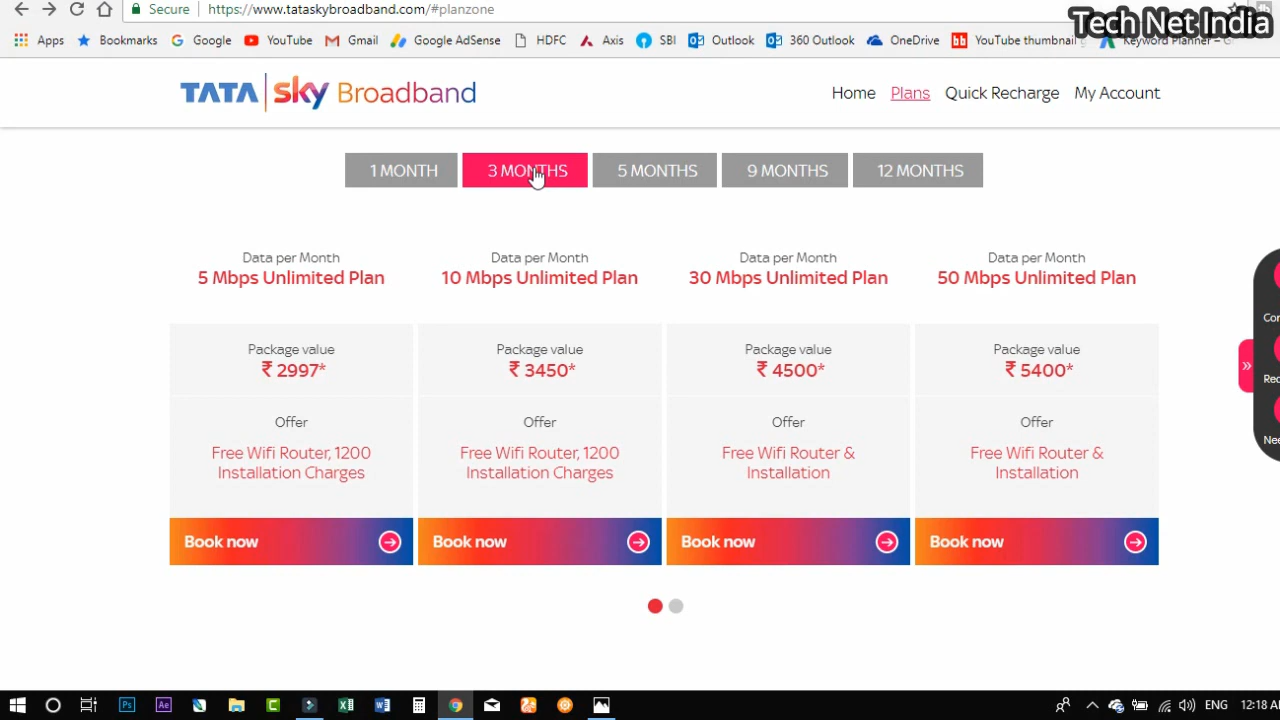 Secure https://www.tataskybroadband.com/#planzone
Tech Net India
Apps Bookmarks Google YouTube Gmail Google AdSense HDFC Axis SBI Outlook 360 Outlook OneDrive YouTube thumbnail Keyword Planner
TATA sky Broadband
Home Plans Quick Recharge My Account
1 MONTH 3 MONTHS 5 MONTHS 9 MONTHS 12 MONTHS
Data per Month Data per Month Data per Month Data per Month
5 Mbps Unlimited Plan 10 Mbps Unlimited Plan 30 Mbps Unlimited Plan 50 Mbps Unlimited Plan
Package value Package value Package value Package value
₹ 2997* ₹ 3450* ₹ 4500* ₹ 5400*
Offer Offer Offer Offer
Free Wifi Router, 1200 Free Wifi Router, 1200 Free Wifi Router & Free Wifi Router &
Installation Charges Installation Charges Installation Installation
Book now Book now Book now Book now
ENG 12:18 A